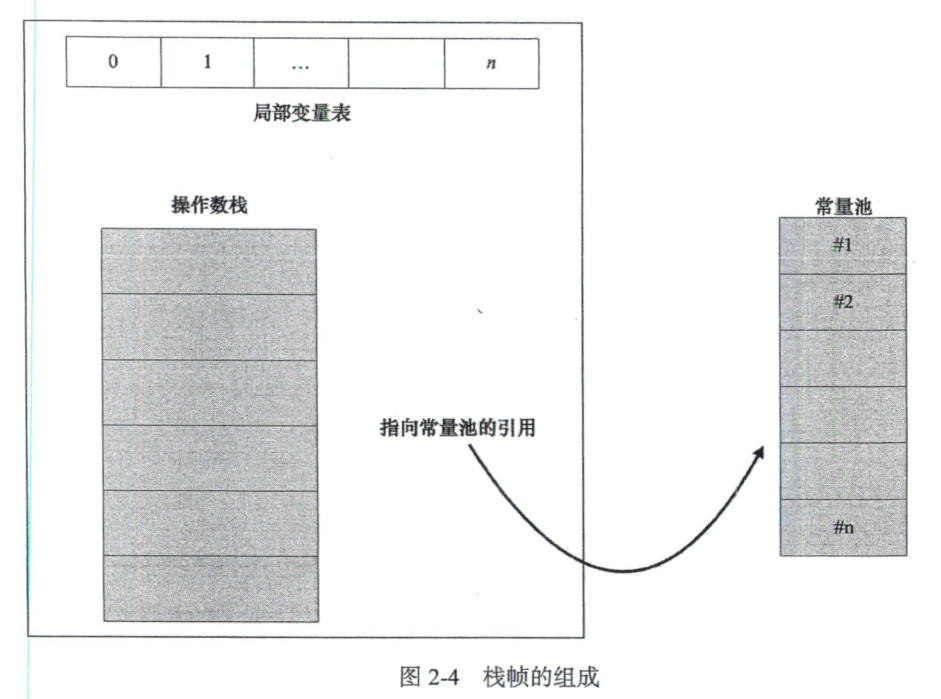 0 1 … n
局部变量表
操作数栈
常量池
#1
#2
指向常量池的引用
#n
图 2-4 栈帧的组成